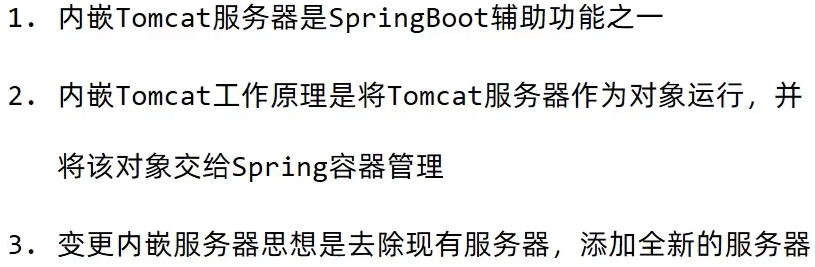 1. 内嵌Tomcat服务器是SpringBoot辅助功能之一
2. 内嵌Tomcat工作原理是将Tomcat服务器作为对象运行，并
将该对象交给Spring容器管理
3. 变更内嵌服务器思想是去除现有服务器，添加全新的服务器